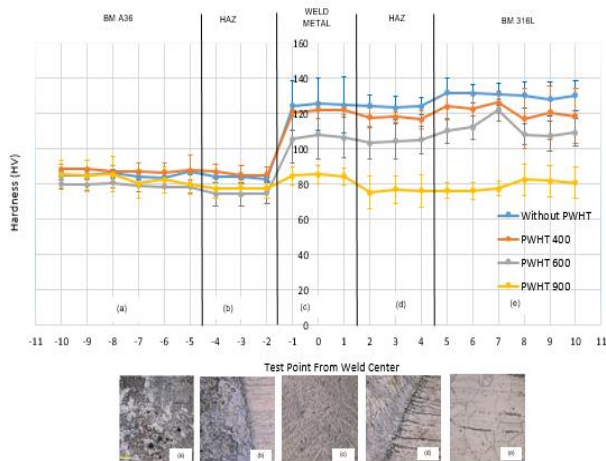 BM A36 HAZ WELD METAL HAZ BM 316L
160
140
120
100
80
60
40
20
0
Hardness (HV)
Without PWHT
PWHT 400
PWHT 600
PWHT 900
(a) (b) (c) (d) (e)
-11 -10 -9 -8 -7 -6 -5 -4 -3 -2 -1 0 1 2 3 4 5 6 7 8 9 10 11
Test Point From Weld Center
(a) (b) (c) (d) (e)